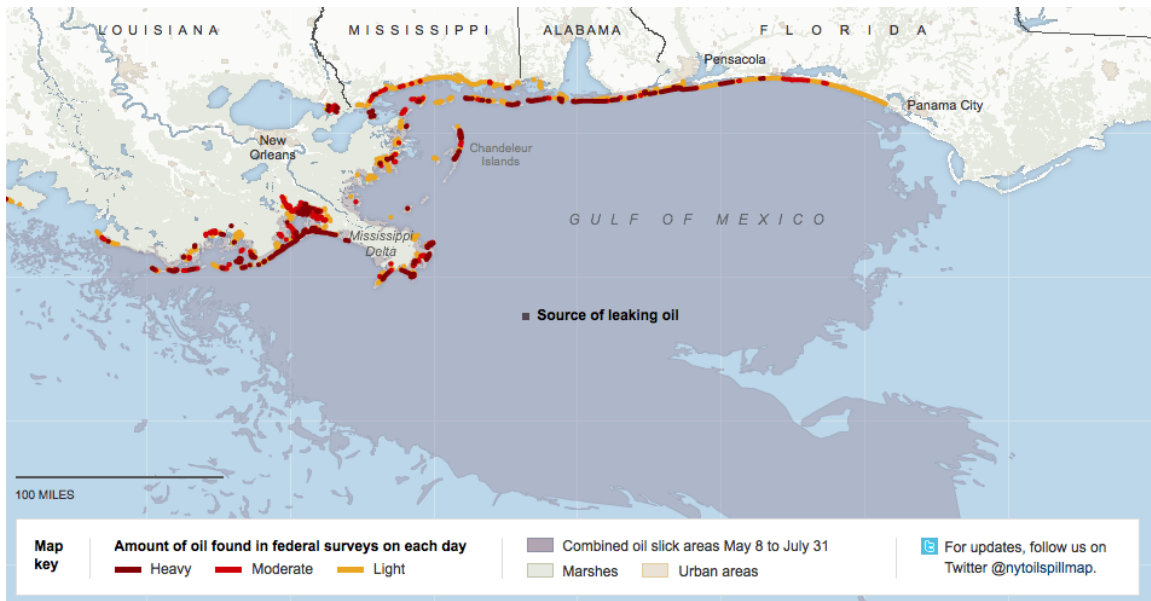 LOUISIANA
MISSISSIPPI
ALABAMA
FLORIDA
Pensacola
Panama City
New
Orleans
Chandeleur
Islands
GULF OF MEXICO
Mississippi
Delta
Source of leaking oil
100 MILES
Map
key
Amount of oil found in federal surveys on each day
Heavy
Moderate
Light
Combined oil slick areas May 8 to July 31
Marshes
Urban areas
For updates, follow us on
Twitter @nytoilspillmap.